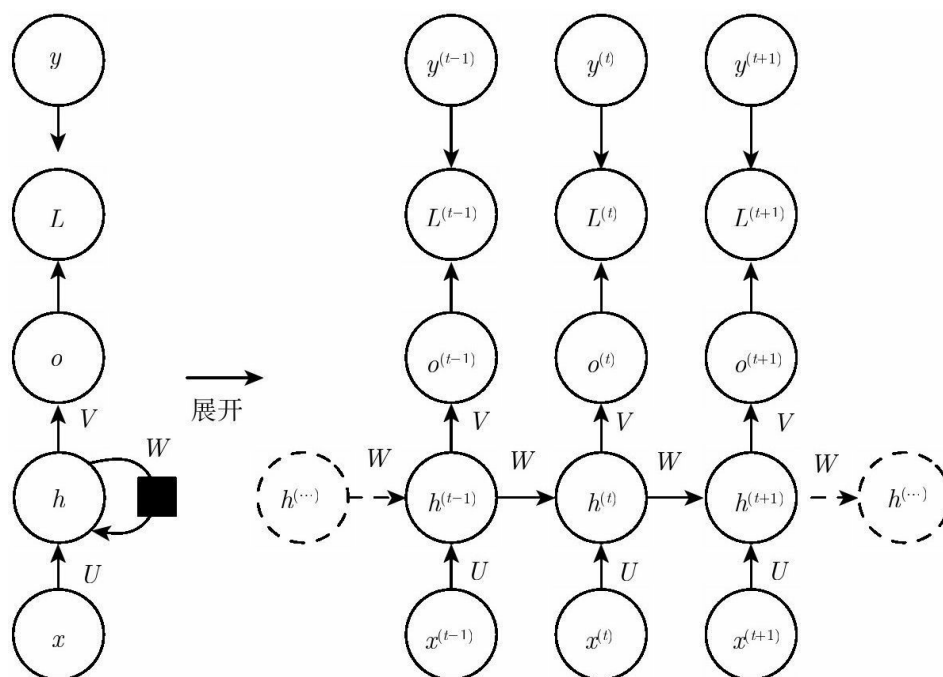 y y^(t−1) y^(t) y^(t+1)
L L^(t−1) L^(t) L^(t+1)
o o^(t−1) o^(t) o^(t+1)
展开
V V V V
W W W W W
h h^(···) h^(t−1) h^(t) h^(t+1) h^(···)
U U U U
x x^(t−1) x^(t) x^(t+1)